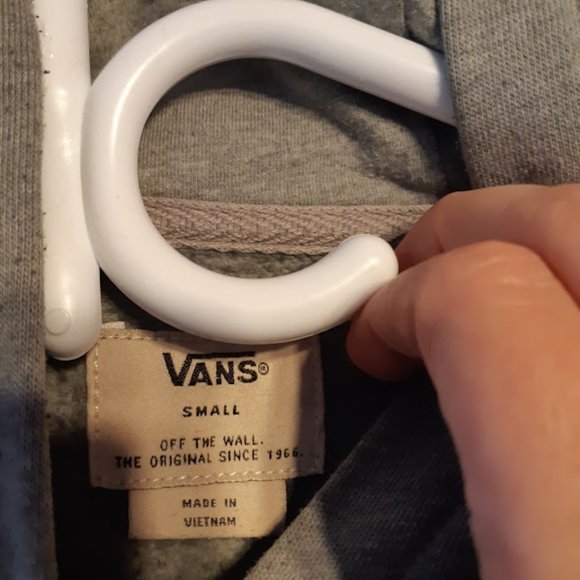 VANS®
SMALL
OFF THE WALL.
THE ORIGINAL SINCE 1966.
MADE IN
VIETNAM